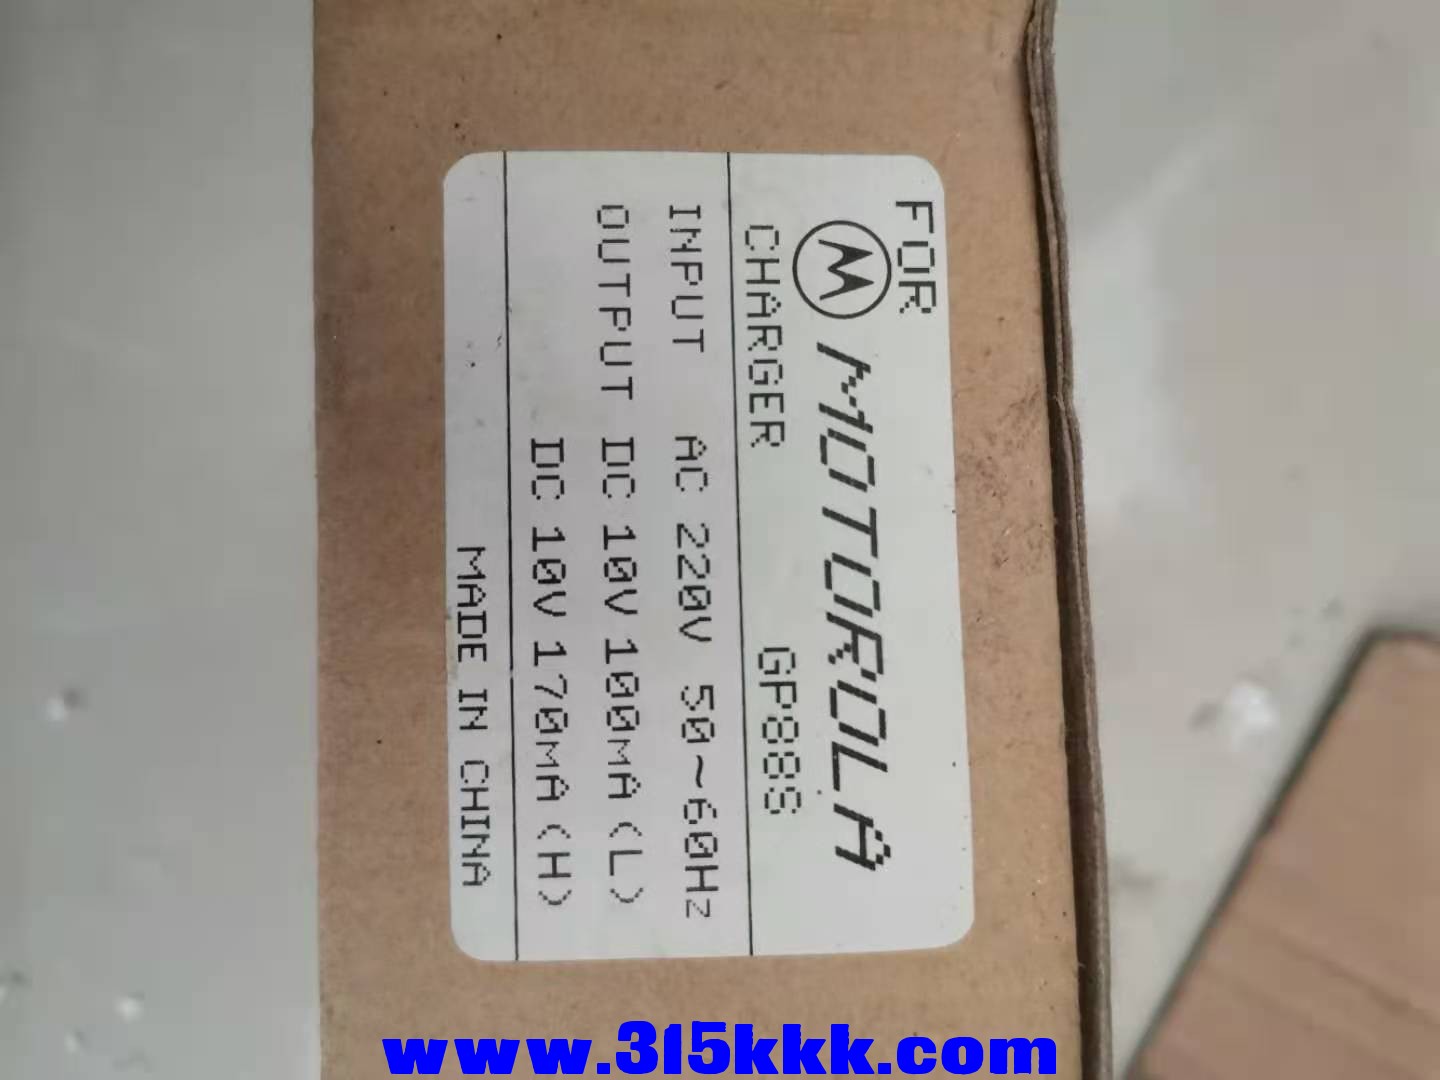 FOR
M MOTOROLA
CHARGER GP88S
INPUT AC 220V 50~60Hz
OUTPUT DC 10V 100mA (L)
DC 10V 170mA (H)
MADE IN CHINA
www.315kkk.com